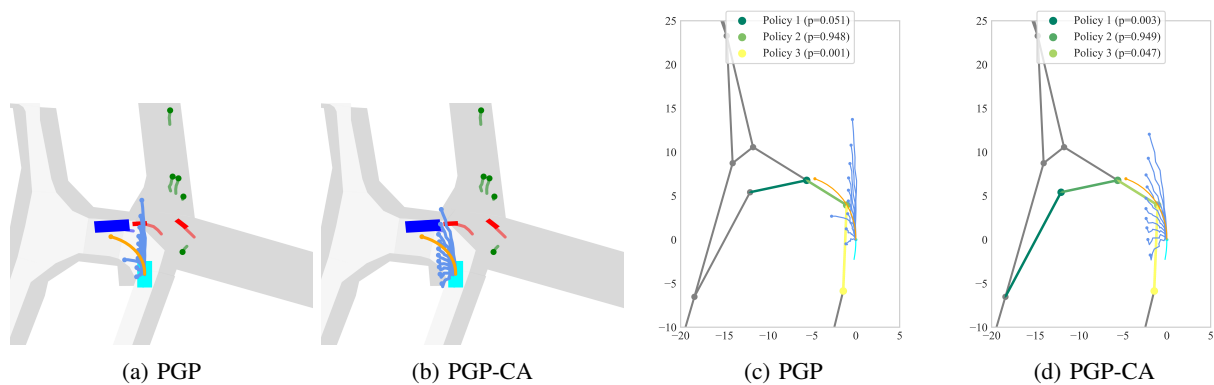 25
20
15
10
5
0
−5
−10
−20
−15
−10
−5
0
5
Policy 1 (p=0.051)
Policy 2 (p=0.948)
Policy 3 (p=0.001)
25
20
15
10
5
0
−5
−10
−20
−15
−10
−5
0
5
Policy 1 (p=0.003)
Policy 2 (p=0.949)
Policy 3 (p=0.047)
(a) PGP
(b) PGP-CA
(c) PGP
(d) PGP-CA